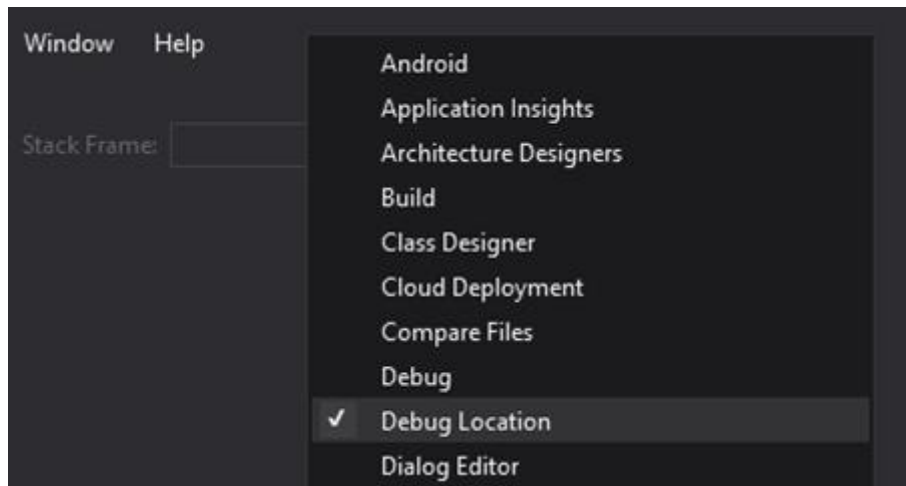 Window Help
Stack Frame:
Android
Application Insights
Architecture Designers
Build
Class Designer
Cloud Deployment
Compare Files
Debug
Debug Location
Dialog Editor